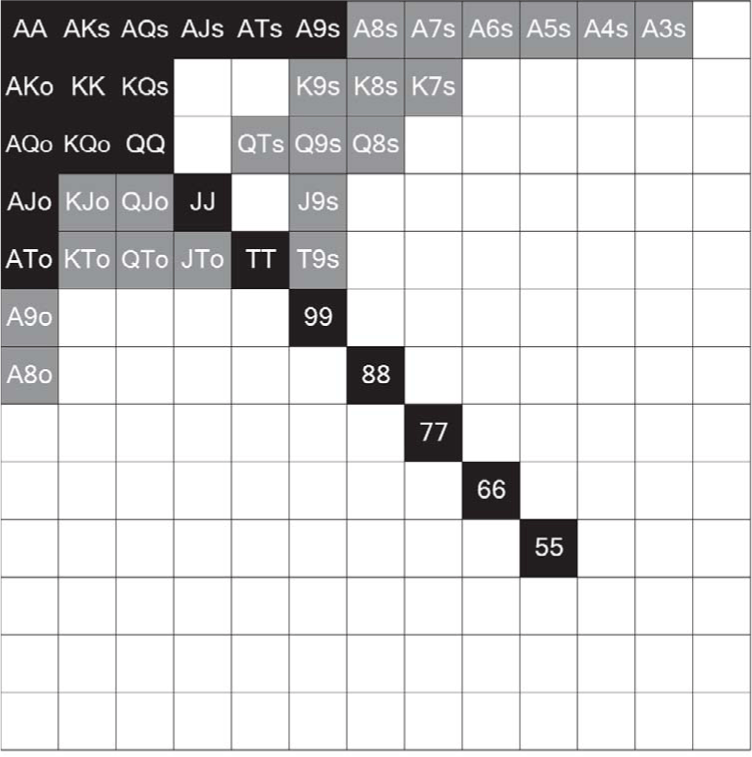 AA AKs AQs AJs ATs A9s A8s A7s A6s A5s A4s A3s
AKo KK KQs K9s K8s K7s
AQo KQo QQ QTs Q9s Q8s
AJo KJo QJo JJ J9s
ATo KTo QTo JTo TT T9s
A9o 99
A8o 88
77
66
55